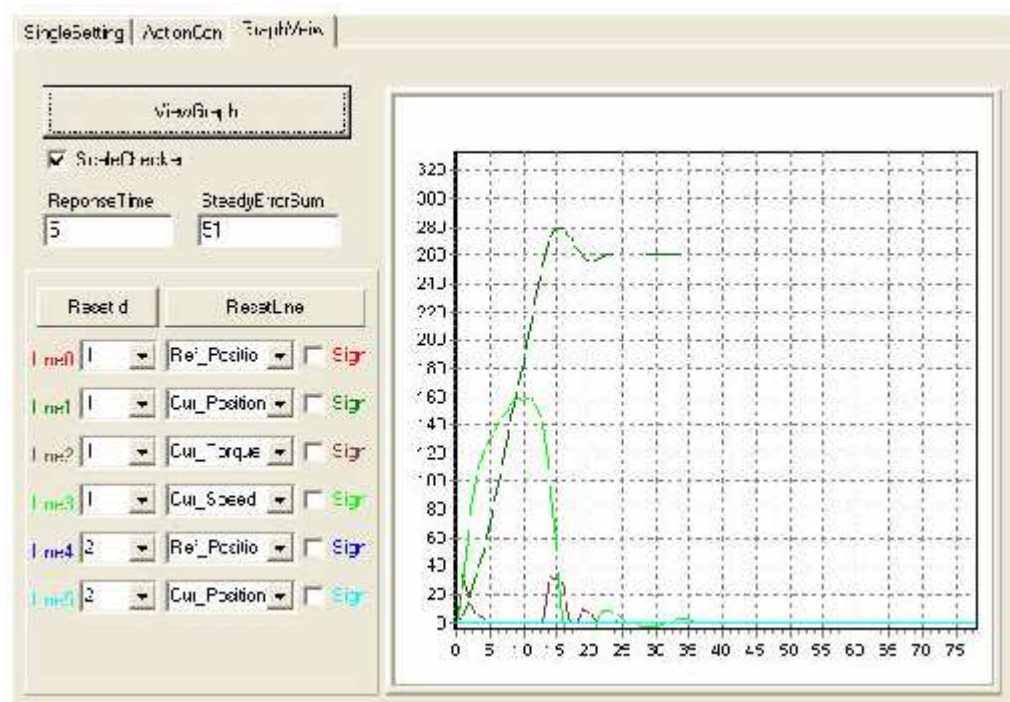 SingleSetting ActionCon GraphView
ViewGraph
ScaleChecker
ReponseTime SteadyErrorSum
5 51
ResetId ResetLine
Line0 1 Ref_Positio Sign
Line1 1 Cur_Position Sign
Line2 1 Cur_Torque Sign
Line3 1 Cur_Speed Sign
Line4 2 Ref_Positio Sign
Line5 2 Cur_Position Sign
320
300
280
260
240
220
200
180
160
140
120
100
80
60
40
20
0
0 5 10 15 20 25 30 35 40 45 50 55 60 65 70 75